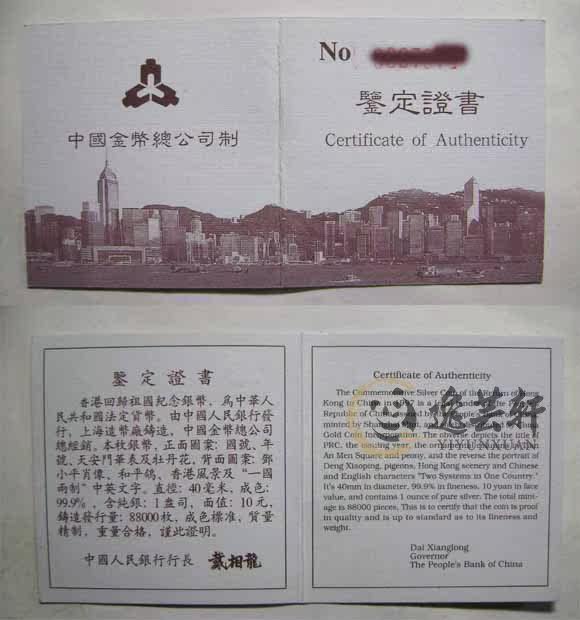 中國金幣總公司制
No
鑒定證書
Certificate of Authenticity
鑒定證書
香港回歸祖國紀念銀幣，爲中華人
民共和國法定貨幣。由中國人民銀行發
行，上海造幣廠鑄造，中國金幣總公司
總經銷。本枚銀幣，正面圖案：國號、年
號、天安門華表及牡丹花，背面圖案：鄧
小平肖像、和平鴿、香港風景及“一國
兩制”中英文字。直徑：40毫米，成色：
99.9%，含純銀：1盎司，面值：10元，
鑄造發行量：88000枚，成色標準，質量
精制，重量合格，謹此證明。
中國人民銀行行長 戴相龍
Certificate of Authenticity
The Commemorative Silver Coin of the Return of Hong
Kong to China in 1997 is a
Republic of China
minted by
Gold Coin Incorporation. The obverse depicts the title of
PRC, the issuing year, the
An Men Square and peony, and the reverse the portrait of
Deng Xiaoping, pigeons, Hong Kong scenery and Chinese
and English characters "Two Systems in One Country."
It's 40mm in diameter, 99.9% in fineness, 10 yuan in face
value, and contains 1 ounce of pure silver. The total mint-
age is 88000 pieces. This is to certify that the coin is proof
in quality and is up to standard as to its fineness and
weight.
Dai Xianglong
Governor
The People's Bank of China
逸芸軒
YIYUNXUAN